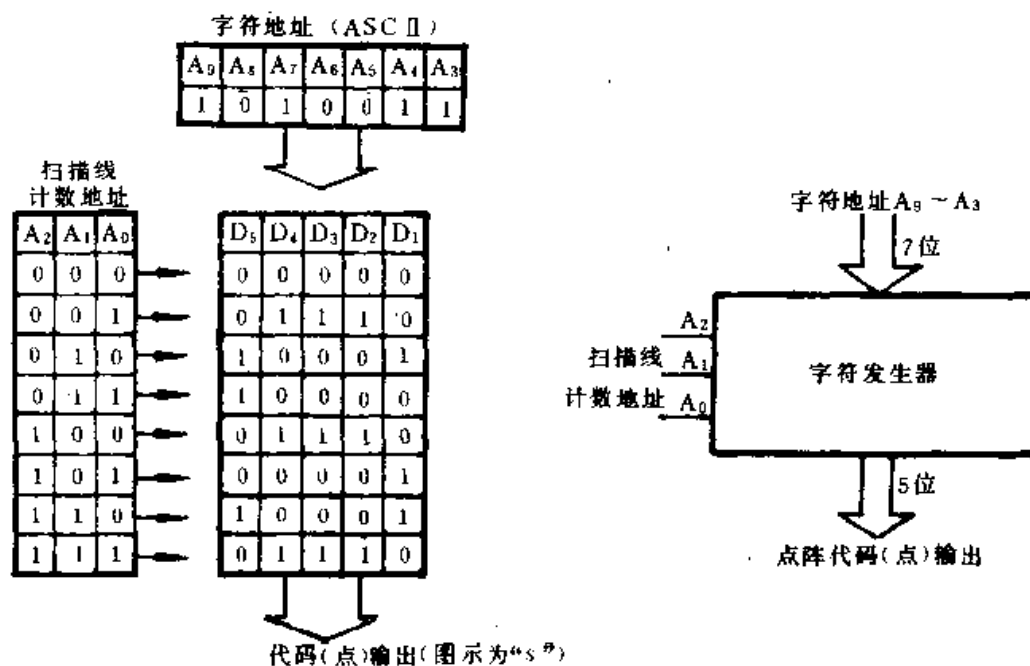 字符地址（ASCⅡ）
A₉ A₈ A₇ A₆ A₅ A₄ A₃
1 0 1 0 0 1 1
扫描线
计数地址
A₂ A₁ A₀
0 0 0
0 0 1
0 1 0
0 1 1
1 0 0
1 0 1
1 1 0
1 1 1
D₅ D₄ D₃ D₂ D₁
0 0 0 0 0
0 1 1 1 0
1 0 0 0 1
1 0 0 0 0
0 1 1 1 0
0 0 0 0 1
1 0 0 0 1
0 1 1 1 0
代码(点)输出(图示为“s”)
字符地址A₉～A₃
7位
A₂
扫描线 A₁
计数地址 A₀
字符发生器
5位
点阵代码(点)输出